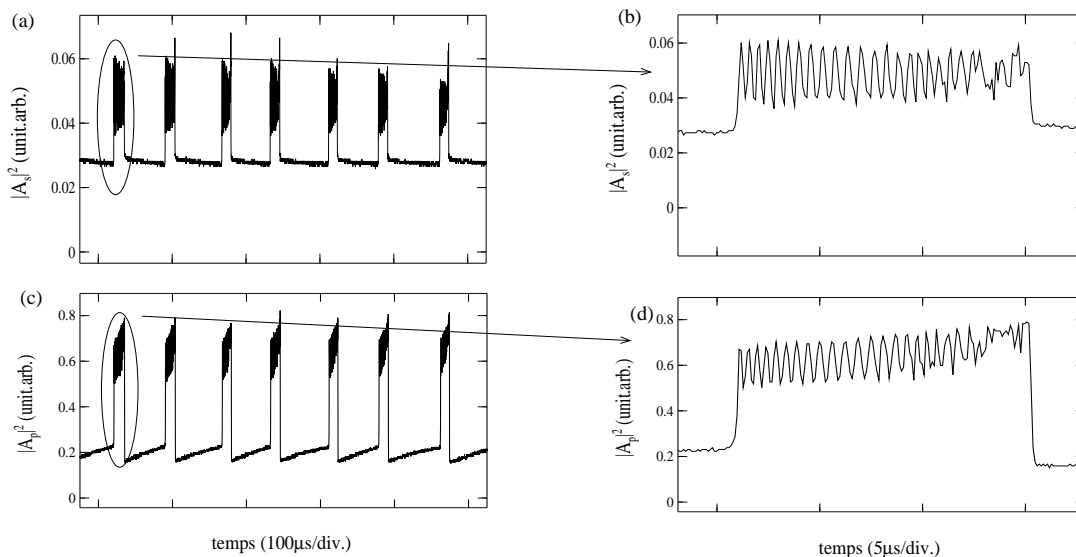 (a)
0.06
0.04
0.02
0
|A_s|^2 (unit.arb.)
(b)
0.06
0.04
0.02
0
|A_s|^2 (unit.arb.)
(c)
0.8
0.6
0.4
0.2
0
|A_p|^2 (unit.arb.)
temps (100μs/div.)
(d)
0.8
0.6
0.4
0.2
0
|A_p|^2 (unit.arb.)
temps (5μs/div.)